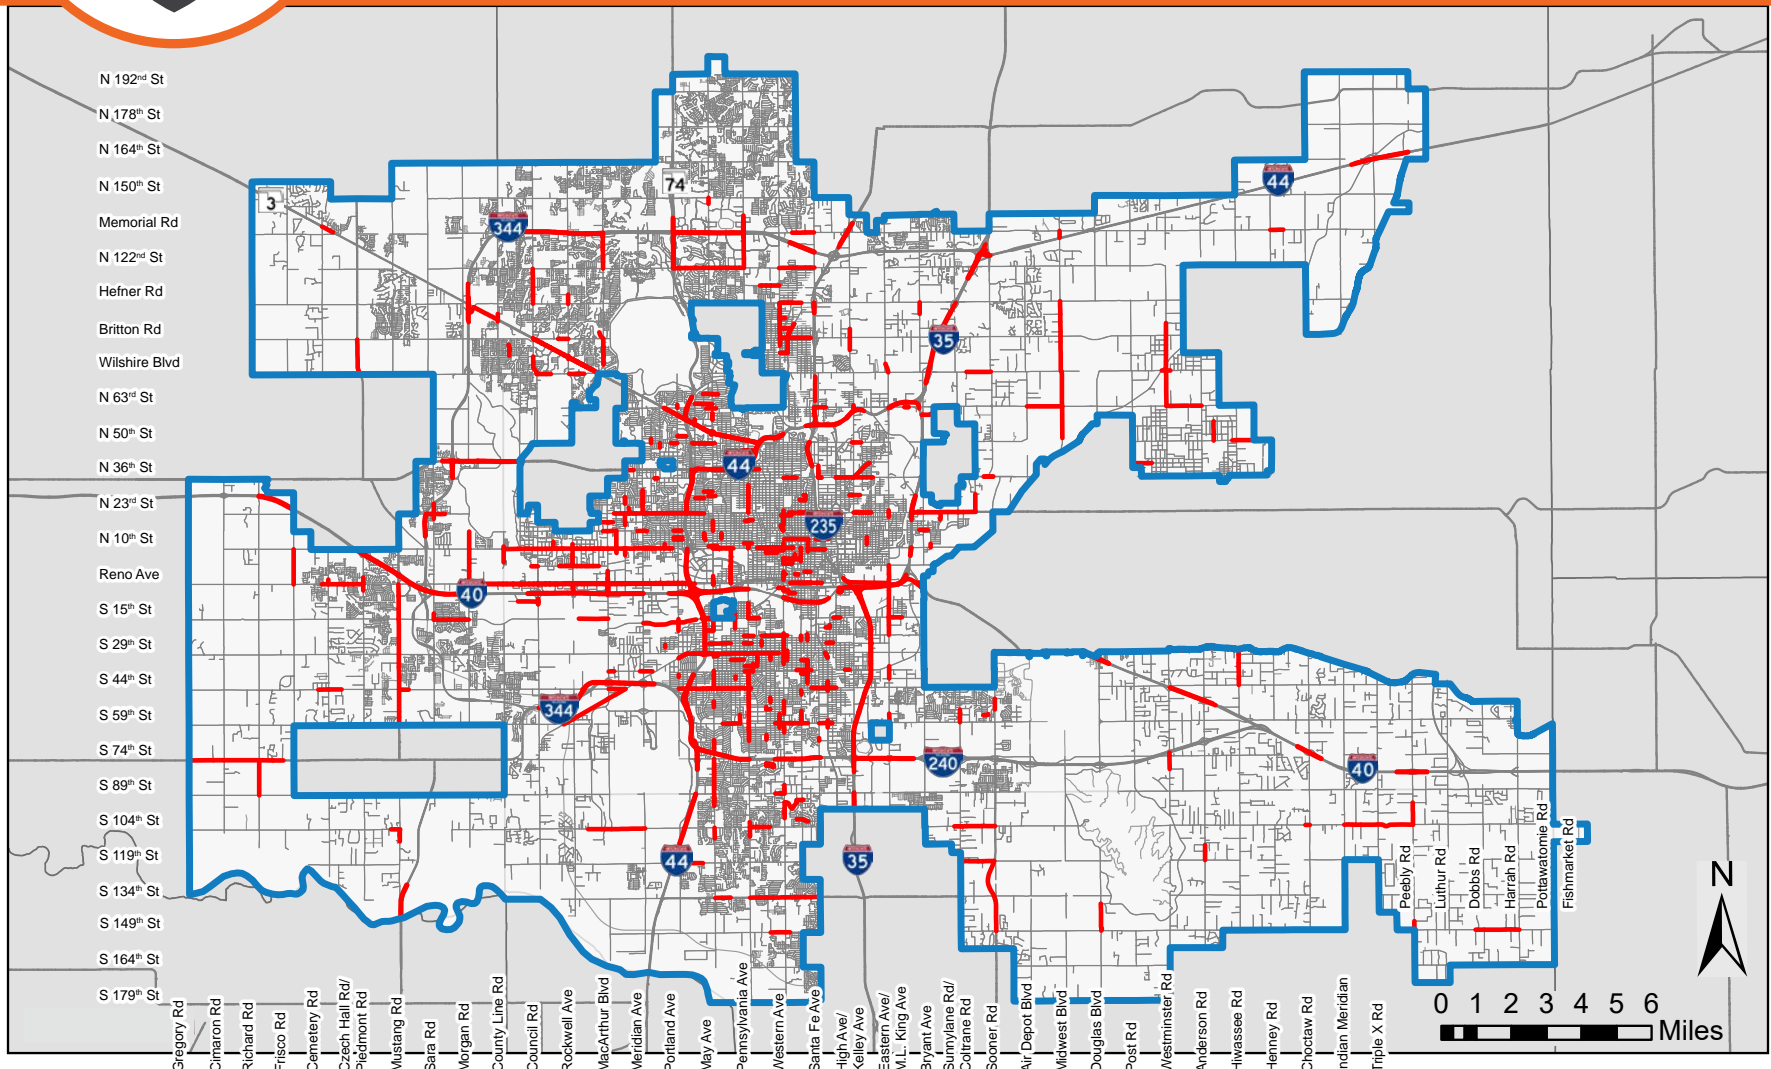 N 192nd St
N 178th St
N 164th St
N 150th St
Memorial Rd
N 122nd St
Hefner Rd
Britton Rd
Wilshire Blvd
N 63rd St
N 50th St
N 36th St
N 23rd St
N 10th St
Reno Ave
S 15th St
S 29th St
S 44th St
S 59th St
S 74th St
S 89th St
S 104th St
S 119th St
S 134th St
S 149th St
S 164th St
S 179th St
3
74
344
44
35
44
235
40
344
240
40
44
35
Gregory Rd
Cimaron Rd
Richard Rd
Frisco Rd
Cemetery Rd
Czech Hall Rd/
Piedmont Rd
Mustang Rd
Sara Rd
Morgan Rd
County Line Rd
Council Rd
Rockwell Ave
MacArthur Blvd
Meridian Ave
Portland Ave
May Ave
Pennsylvania Ave
Western Ave
Santa Fe Ave
High Ave/
Kelley Ave
Eastern Ave/
M.L. King Ave
Bryant Ave
Sunnylane Rd/
Coltrane Rd
Sooner Rd
Air Depot Blvd
Midwest Blvd
Douglas Blvd
Post Rd
Westminster Rd
Anderson Rd
Hiwassee Rd
Henney Rd
Choctaw Rd
Indian Meridian
Triple X Rd
Peebly Rd
Luthur Rd
Dobbs Rd
Harrah Rd
Pottawatomie Rd
Fishmarket Rd
N
0 1 2 3 4 5 6
Miles